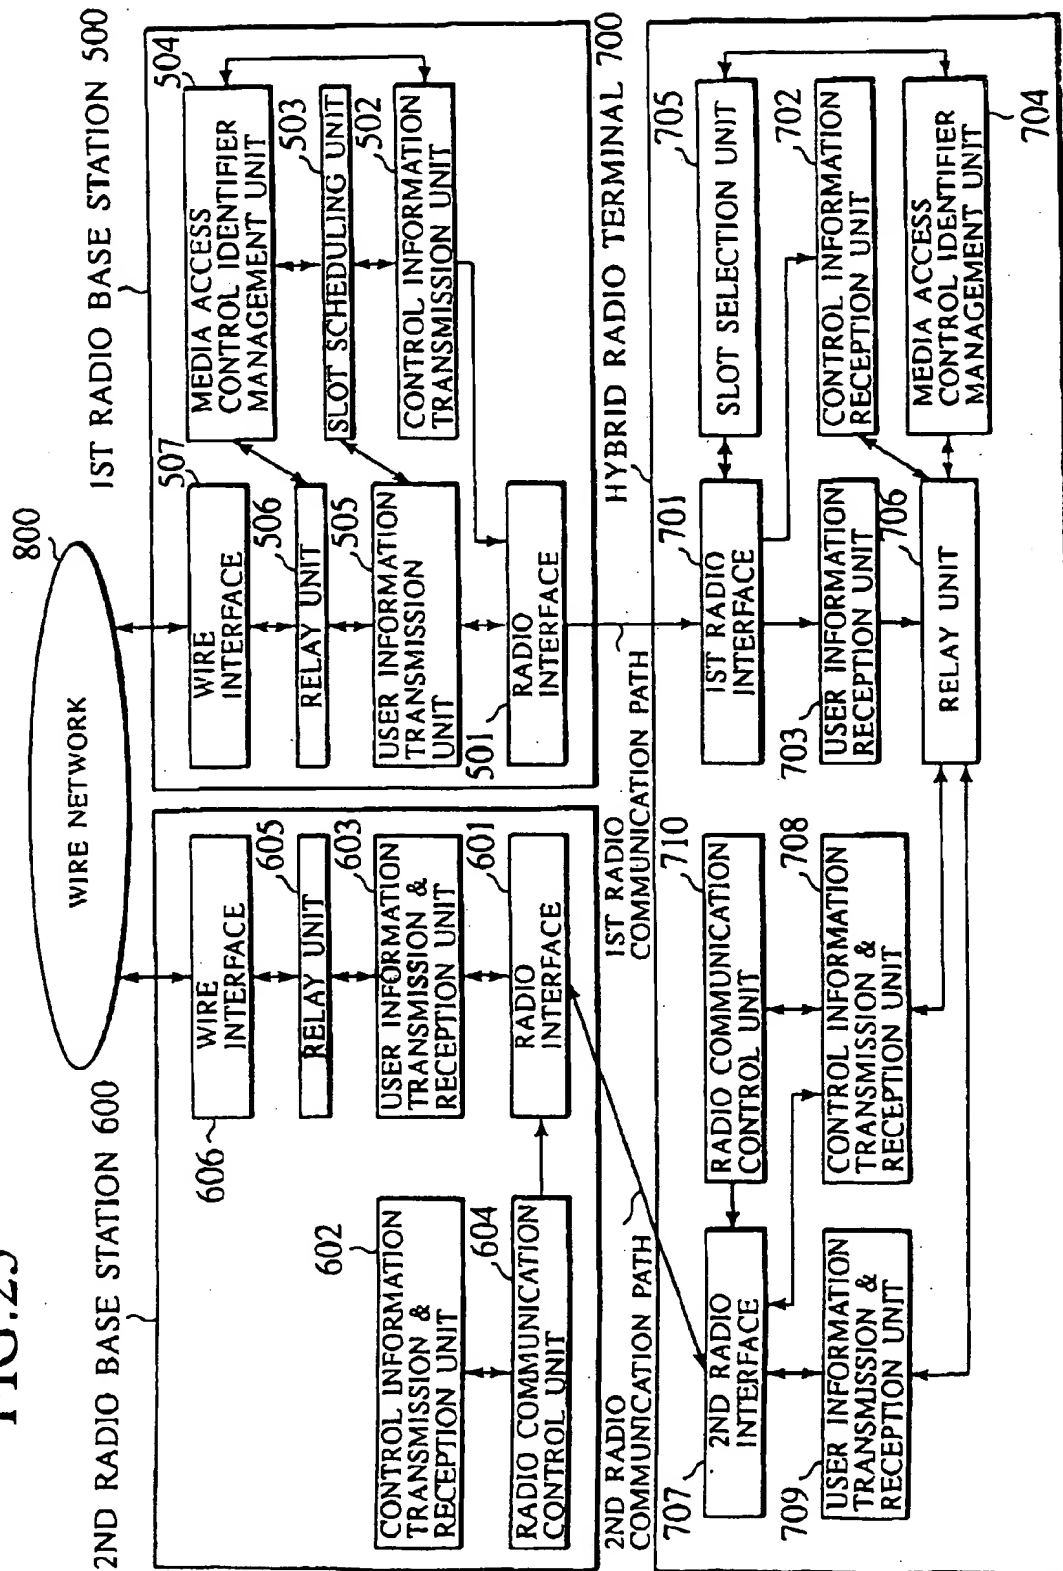 FIG.25
WIRE NETWORK
800
2ND RADIO BASE STATION 600
WIRE
INTERFACE
606
RELAY UNIT
605
USER INFORMATION
TRANSMISSION &
RECEPTION UNIT
603
RADIO
INTERFACE
601
CONTROL INFORMATION
TRANSMISSION &
RECEPTION UNIT
602
RADIO COMMUNICATION
CONTROL UNIT
604
1ST RADIO BASE STATION 500
WIRE
INTERFACE
507
RELAY UNIT
506
USER INFORMATION
TRANSMISSION
UNIT
505
RADIO
INTERFACE
501
MEDIA ACCESS
CONTROL IDENTIFIER
MANAGEMENT UNIT
504
SLOT SCHEDULING UNIT
503
CONTROL INFORMATION
TRANSMISSION UNIT
502
2ND RADIO
COMMUNICATION PATH
1ST RADIO
COMMUNICATION PATH
HYBRID RADIO TERMINAL 700
2ND RADIO
INTERFACE
707
USER INFORMATION
TRANSMISSION &
RECEPTION UNIT
709
RADIO COMMUNICATION
CONTROL UNIT
710
CONTROL INFORMATION
TRANSMISSION &
RECEPTION UNIT
708
1ST RADIO
INTERFACE
701
USER INFORMATION
RECEPTION UNIT
703
RELAY UNIT
706
SLOT SELECTION UNIT
705
CONTROL INFORMATION
RECEPTION UNIT
702
MEDIA ACCESS
CONTROL IDENTIFIER
MANAGEMENT UNIT
704